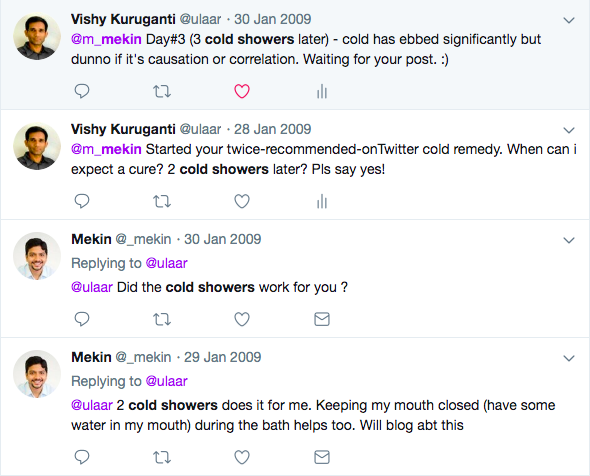 Vishy Kuruganti @ulaar · 30 Jan 2009
@m_mekin Day#3 (3 cold showers later) - cold has ebbed significantly but
dunno if it's causation or correlation. Waiting for your post. :)
Vishy Kuruganti @ulaar · 28 Jan 2009
@m_mekin Started your twice-recommended-onTwitter cold remedy. When can i
expect a cure? 2 cold showers later? Pls say yes!
Mekin @_mekin · 30 Jan 2009
Replying to @ulaar
@ulaar Did the cold showers work for you ?
Mekin @_mekin · 29 Jan 2009
Replying to @ulaar
@ulaar 2 cold showers does it for me. Keeping my mouth closed (have some
water in my mouth) during the bath helps too. Will blog abt this